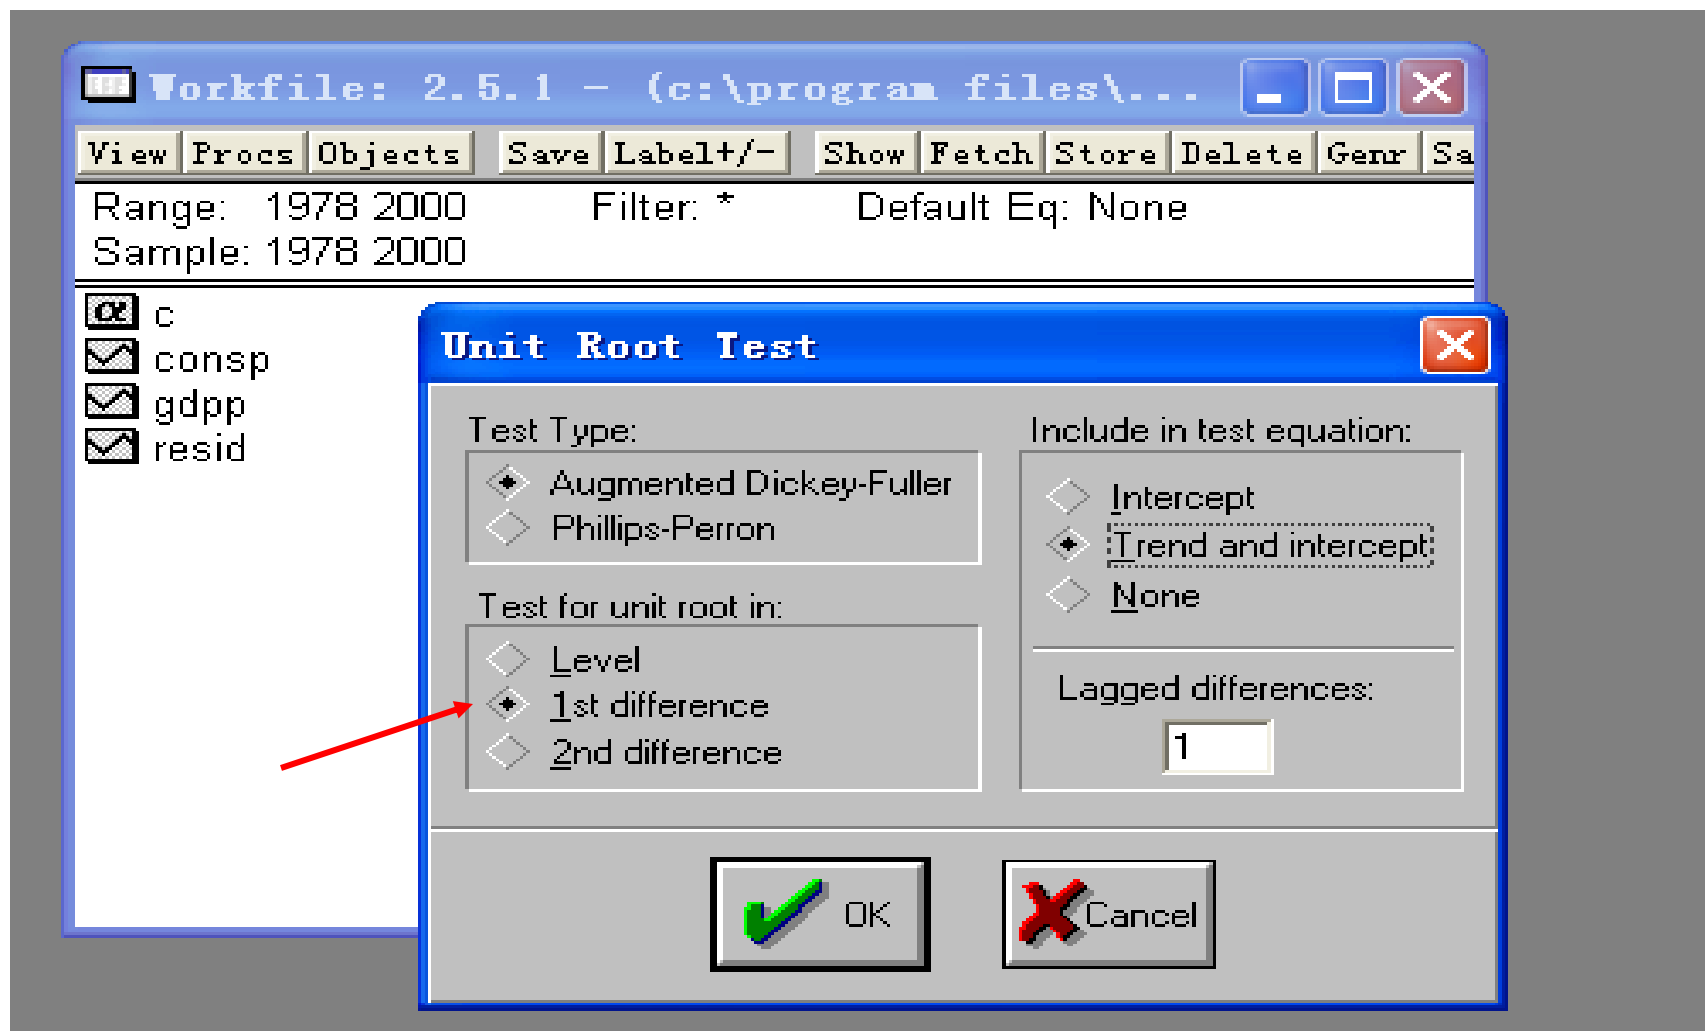 Workfile: 2.5.1 - (c:\program files\...
View Procs Objects Save Label+/- Show Fetch Store Delete Genr Sa
Range: 1978 2000 Filter: * Default Eq: None
Sample: 1978 2000
α c
consp
gdpp
resid
Unit Root Test
Test Type:
Augmented Dickey-Fuller
Phillips-Perron
Test for unit root in:
Level
1st difference
2nd difference
Include in test equation:
Intercept
Trend and intercept
None
Lagged differences:
1
OK
Cancel